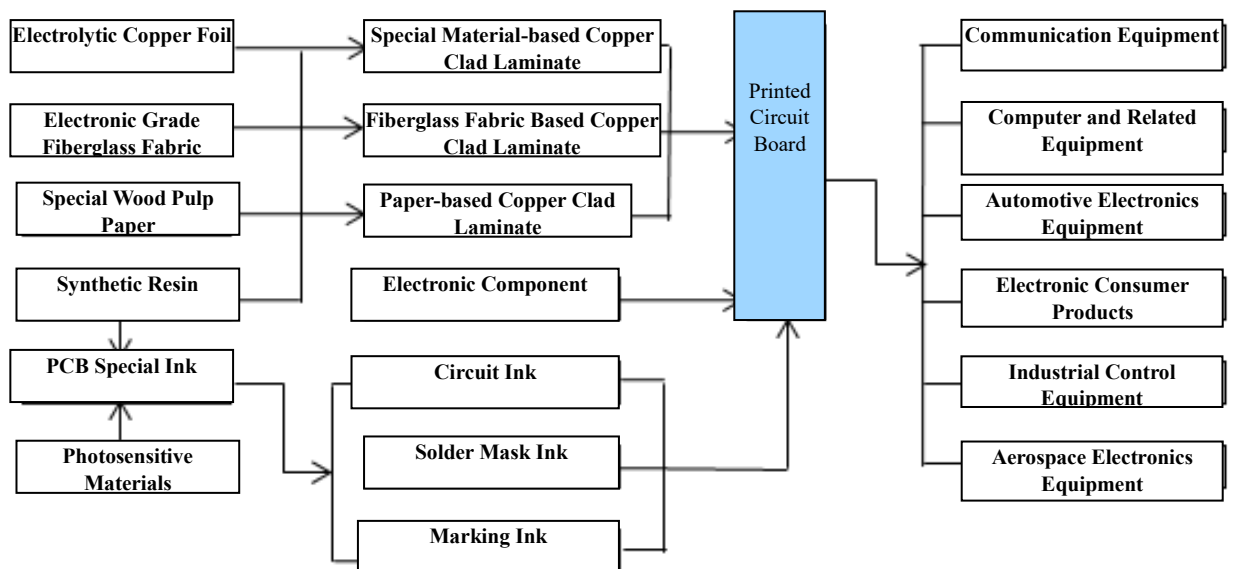 Electrolytic Copper Foil
Electronic Grade
Fiberglass Fabric
Special Wood Pulp
Paper
Synthetic Resin
PCB Special Ink
Photosensitive
Materials
Special Material-based Copper
Clad Laminate
Fiberglass Fabric Based Copper
Clad Laminate
Paper-based Copper Clad
Laminate
Electronic Component
Circuit Ink
Solder Mask Ink
Marking Ink
Printed
Circuit
Board
Communication Equipment
Computer and Related
Equipment
Automotive Electronics
Equipment
Electronic Consumer
Products
Industrial Control
Equipment
Aerospace Electronics
Equipment